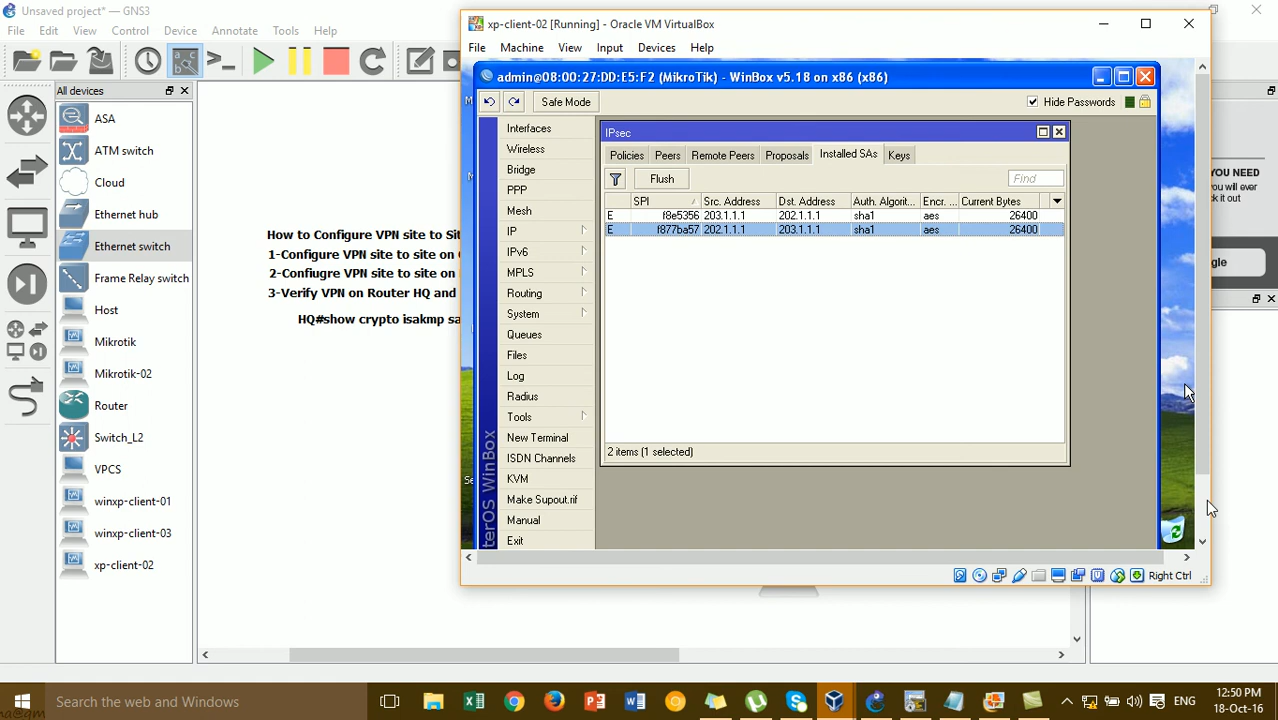 Unsaved project* — GNS3
File Edit View Control Device Annotate Tools Help
All devices
ASA
ATM switch
Cloud
Ethernet hub
Ethernet switch
Frame Relay switch
Host
Mikrotik
Mikrotik-02
Router
Switch_L2
VPCS
winxp-client-01
winxp-client-03
xp-client-02
How to Configure VPN site to Sit
1-Configure VPN site to site on
2-Confiugre VPN site to site on
3-Verify VPN on Router HQ and
HQ#show crypto isakmp sa
xp-client-02 [Running] - Oracle VM VirtualBox
File Machine View Input Devices Help
admin@08:00:27:DD:E5:F2 (MikroTik) - WinBox v5.18 on x86 (x86)
Safe Mode Hide Passwords
Interfaces
Wireless
Bridge
PPP
Mesh
IP
IPv6
MPLS
Routing
System
Queues
Files
Log
Radius
Tools
New Terminal
ISDN Channels
KVM
Make Supout.rif
Manual
Exit
terOS WinBox
IPsec
Policies Peers Remote Peers Proposals Installed SAs Keys
Flush Find
SPI Src. Address Dst. Address Auth. Algorit... Encr. ... Current Bytes
E f8e5356 203.1.1.1 202.1.1.1 sha1 aes 26400
E f877ba57 202.1.1.1 203.1.1.1 sha1 aes 26400
2 items (1 selected)
Right Ctrl
YOU NEED
you will ever
ck it out
gle
Search the web and Windows
ENG
12:50 PM
18-Oct-16